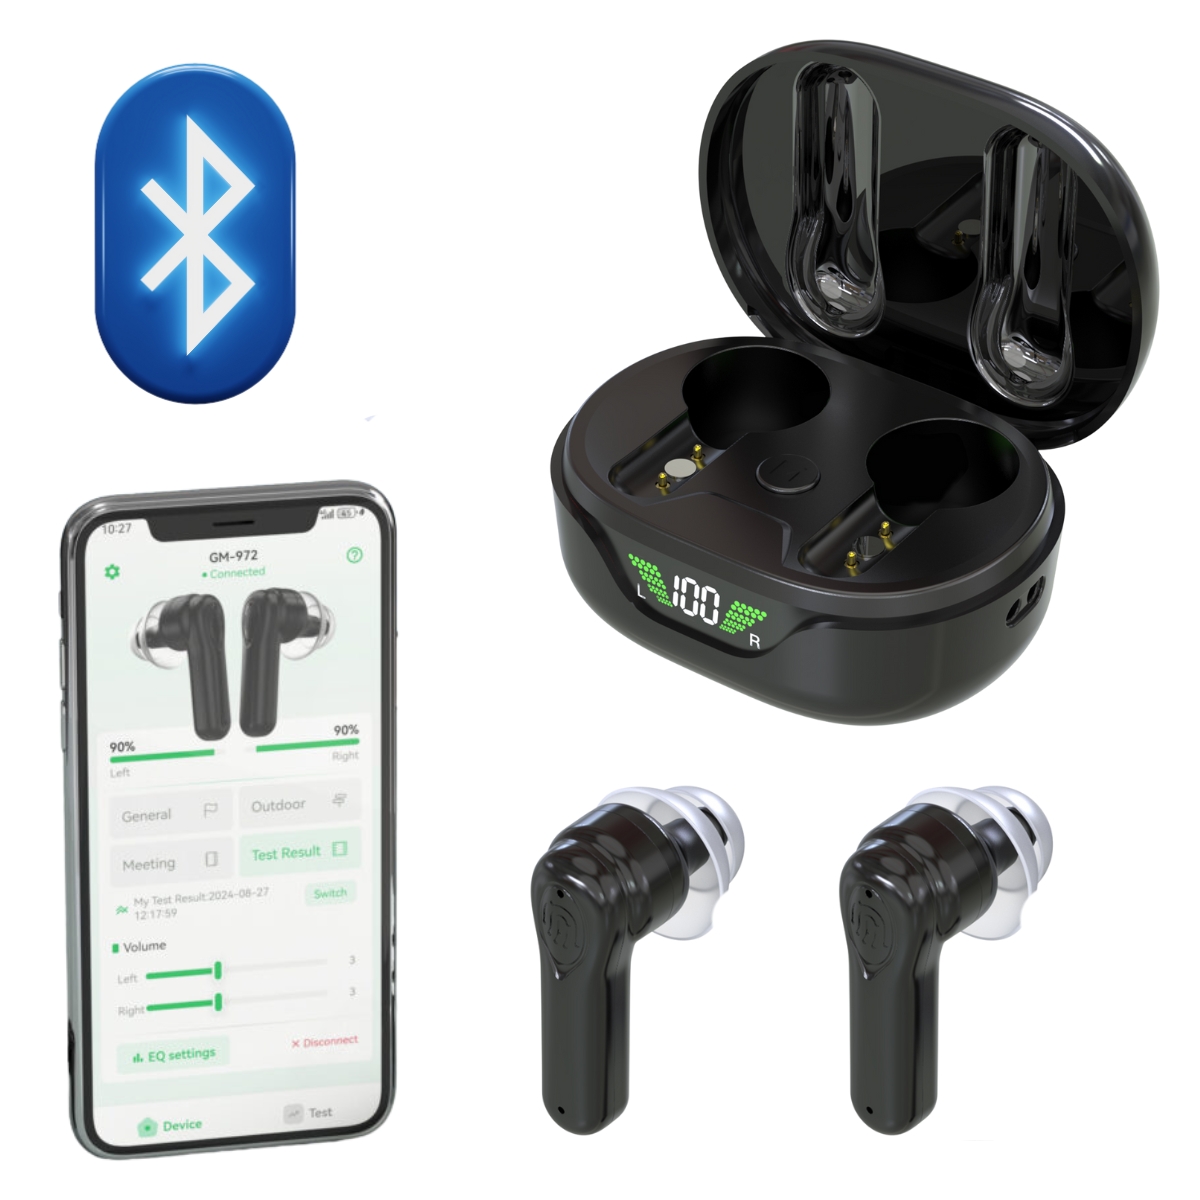 10:27
45
GM-972
Connected
90%
90%
Left
Right
General
Outdoor
Meeting
Test Result
My Test Result:2024-08-27
12:17:59
Switch
Volume
Left
3
Right
3
EQ settings
Disconnect
Device
Test
L
100
R